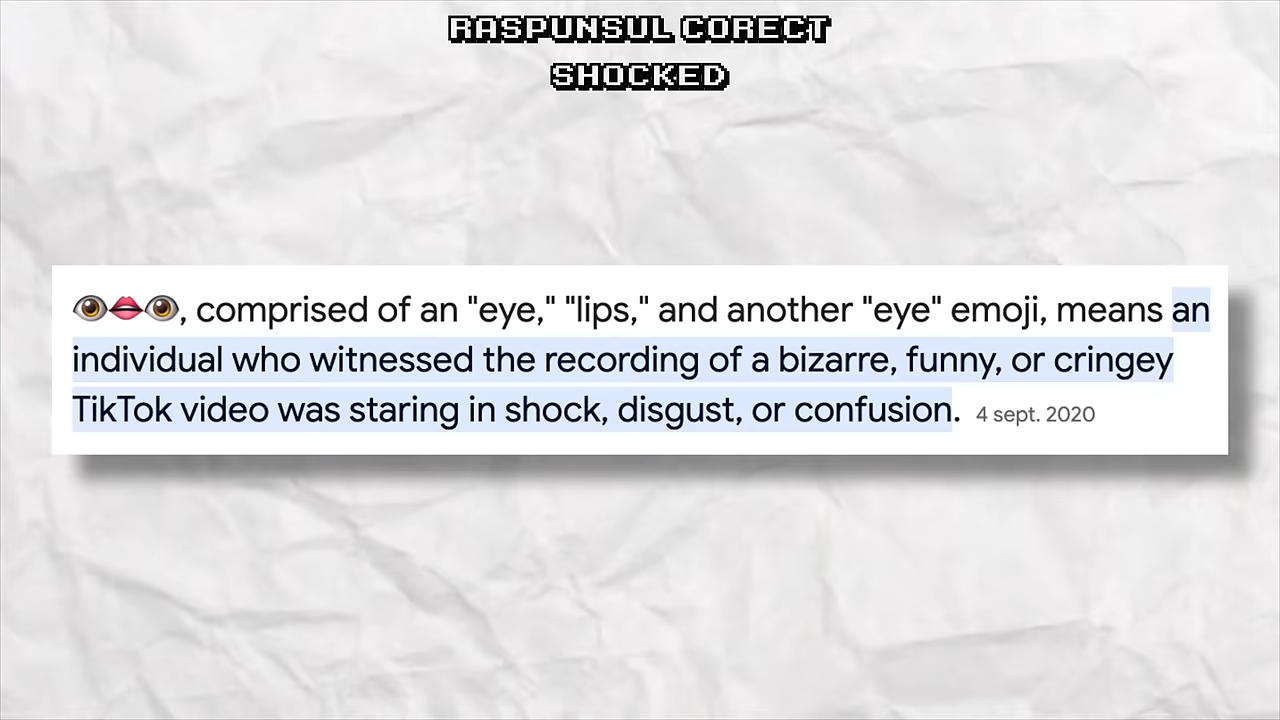 RASPUNSUL CORECT
SHOCKED
👁👄👁, comprised of an "eye," "lips," and another "eye" emoji, means an
individual who witnessed the recording of a bizarre, funny, or cringey
TikTok video was staring in shock, disgust, or confusion. 4 sept. 2020